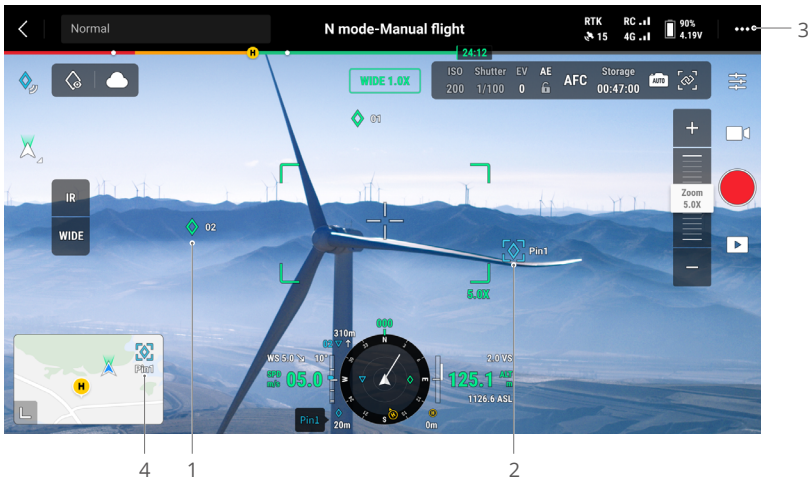 Normal
N mode-Manual flight
RTK
15
RC
4G
90%
4.19V
3
H
24:12
WIDE 1.0X
ISO
200
Shutter
1/100
EV
0
AE
AFC
Storage
00:47:00
AUTO
01
Zoom
5.0X
IR
WIDE
02
Pin1
5.0X
310m
02
000
N
WS 5.0
10°
2.0 VS
SPD
m/s
05.0
W
E
125.1
ALT
m
1126.6 ASL
S
H
Pin1
20m
0m
Pin1
H
L
4
1
2